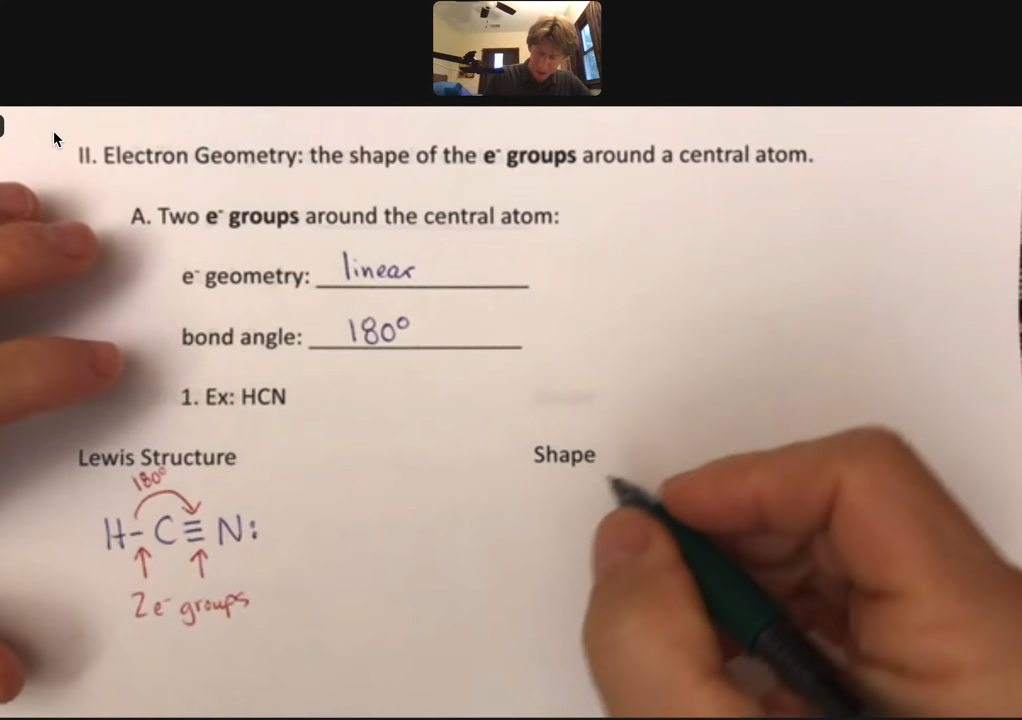 II. Electron Geometry: the shape of the e⁻ groups around a central atom.
A. Two e⁻ groups around the central atom:
e⁻ geometry: linear
bond angle: 180°
1. Ex: HCN
Lewis Structure
Shape
180°
H-C≡N:
2 e⁻ groups